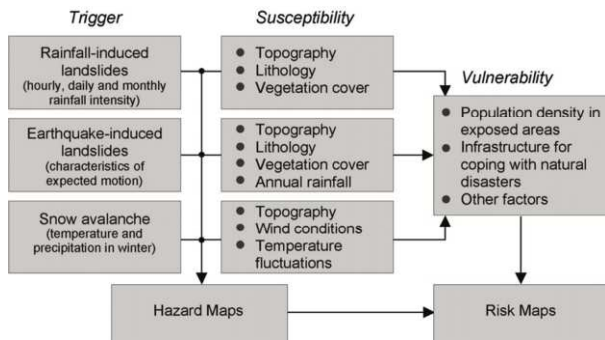 Trigger
Susceptibility
Rainfall-induced
landslides
(hourly, daily and monthly
rainfall intensity)
Topography
Lithology
Vegetation cover
Vulnerability
Earthquake-induced
landslides
(characteristics of
expected motion)
Topography
Lithology
Vegetation cover
Annual rainfall
Population density in
exposed areas
Infrastructure for
coping with natural
disasters
Other factors
Snow avalanche
(temperature and
precipitation in winter)
Topography
Wind conditions
Temperature
fluctuations
Hazard Maps
Risk Maps